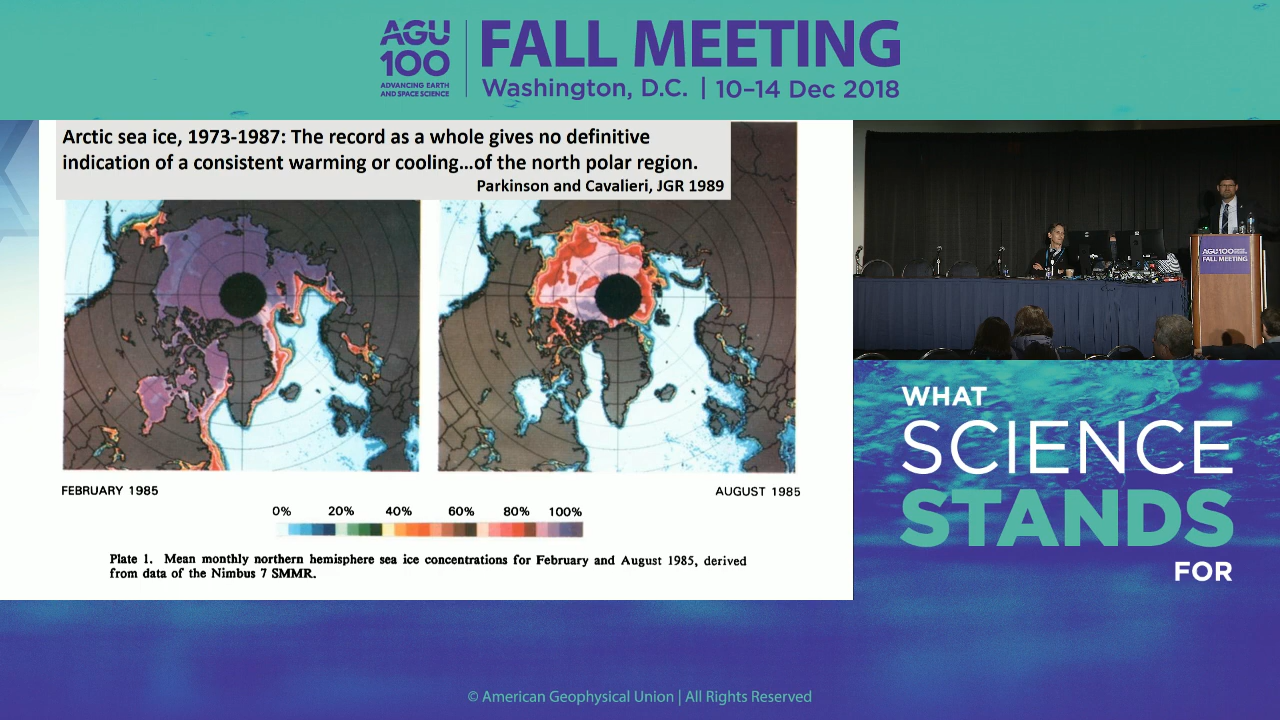 AGU
100
ADVANCING EARTH
AND SPACE SCIENCE
FALL MEETING
Washington, D.C. | 10–14 Dec 2018
Arctic sea ice, 1973-1987: The record as a whole gives no definitive
indication of a consistent warming or cooling...of the north polar region.
Parkinson and Cavalieri, JGR 1989
FEBRUARY 1985
AUGUST 1985
0% 20% 40% 60% 80% 100%
Plate 1. Mean monthly northern hemisphere sea ice concentrations for February and August 1985, derived
from data of the Nimbus 7 SMMR.
AGU100
FALL MEETING
WHAT
SCIENCE
STANDS
FOR
© American Geophysical Union | All Rights Reserved